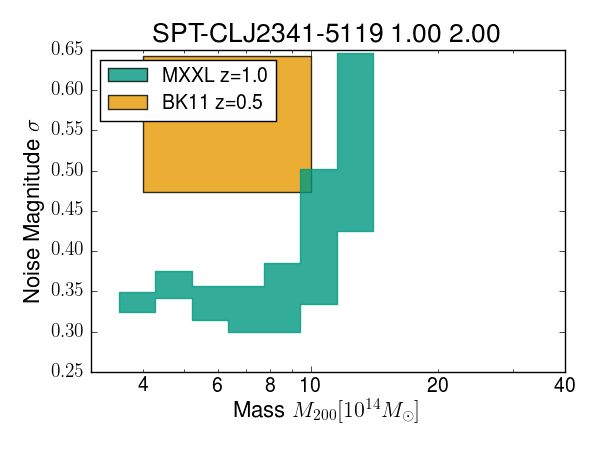 SPT-CLJ2341-5119 1.00 2.00
MXXL z=1.0
BK11 z=0.5
Noise Magnitude σ
0.65
0.60
0.55
0.50
0.45
0.40
0.35
0.30
0.25
4 6 8 10 20 40
Mass M₂₀₀[10¹⁴M☉]